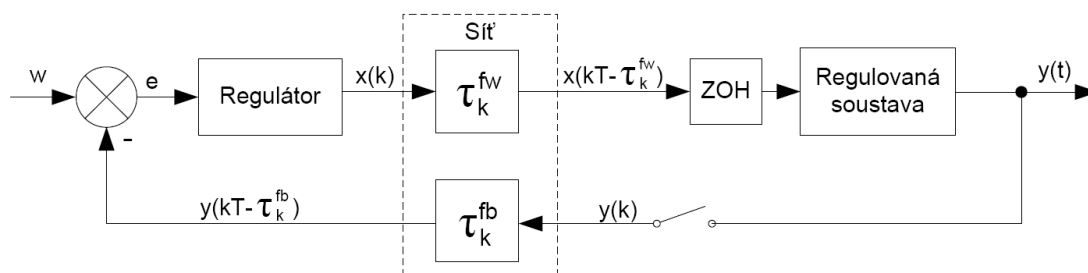 Síť
w
e
Regulátor
x(k)
τ_k^fw
x(kT-τ_k^fw)
ZOH
Regulovaná
soustava
y(t)
-
y(kT-τ_k^fb)
τ_k^fb
y(k)